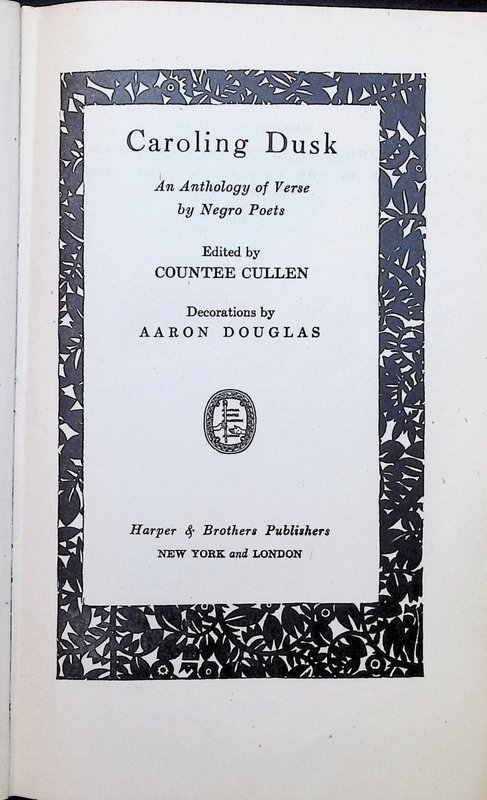 Caroling Dusk
An Anthology of Verse
by Negro Poets
Edited by
COUNTEE CULLEN
Decorations by
AARON DOUGLAS
Harper & Brothers Publishers
NEW YORK and LONDON